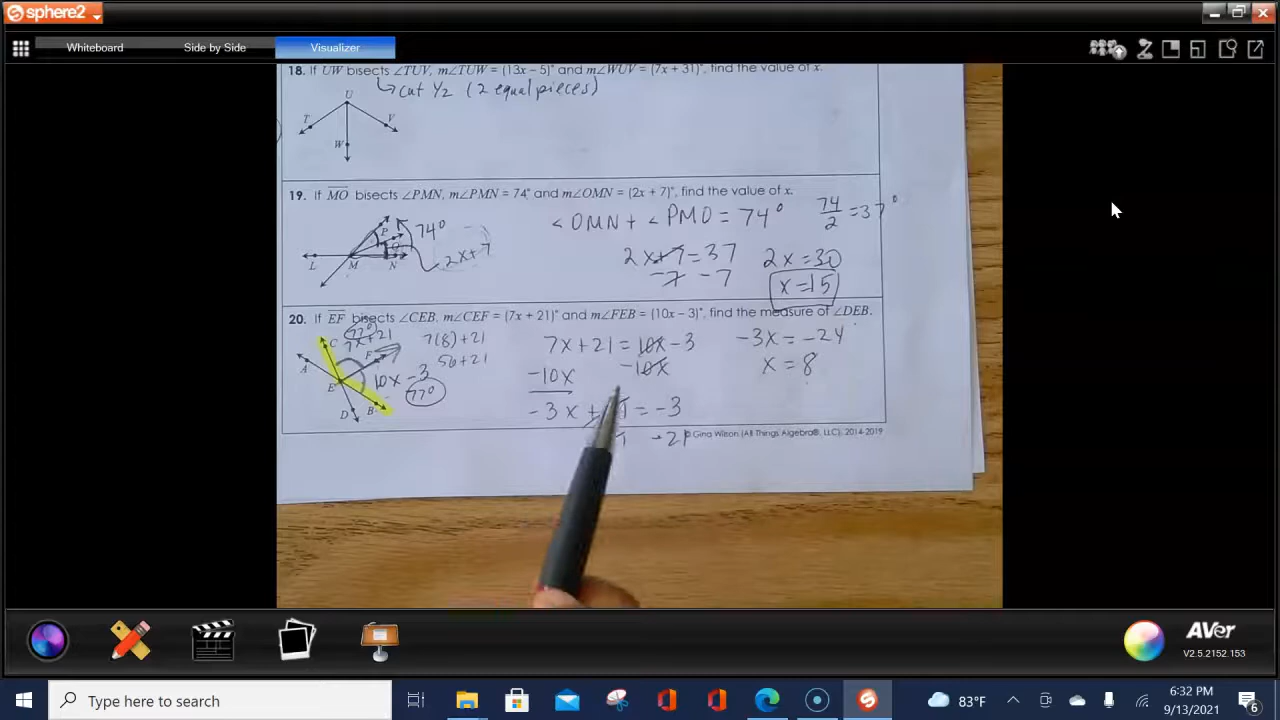 sphere2
Whiteboard
Side by Side
Visualizer
18. If UW bisects ∠TUV, m∠TUW = (13x – 5)° and m∠WUV = (7x + 31)°, find the value of x.
↳ cut 1/2 (2 equal pieces)
U
T
V
W
19. If MO bisects ∠PMN, m∠PMN = 74° and m∠OMN = (2x + 7)°, find the value of x.
∠OMN + ∠PMO = 74°
74/2 = 37°
P
74°
O
2x+7
L
M
N
2x+7 = 37
-7 -7
2x = 30
x = 15
20. If EF bisects ∠CEB, m∠CEF = (7x + 21)° and m∠FEB = (10x – 3)°, find the measure of ∠DEB.
77°
7x+21
C
F
A
E
10x -3
77°
D
B
7(8)+21
56+21
7x+21 = 10x-3
-10x -10x
-3x + = -3
-21
-3x = -24
x = 8
© Gina Wilson (All Things Algebra®, LLC), 2014-2019
AVer
V2.5.2152.153
Type here to search
83°F
6:32 PM
9/13/2021
6